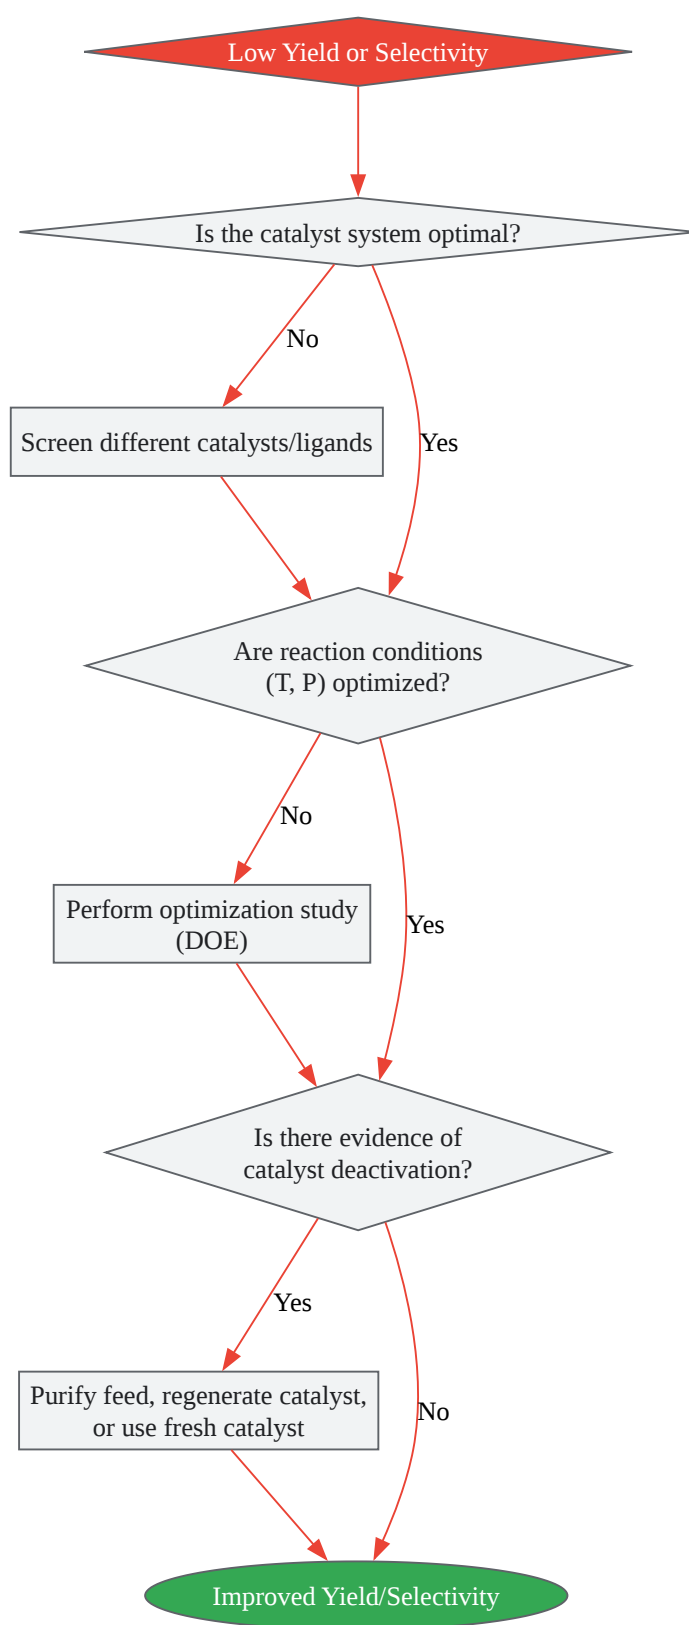 Low Yield or Selectivity
Is the catalyst system optimal?
No
Screen different catalysts/ligands
Yes
Are reaction conditions
(T, P) optimized?
No
Perform optimization study
(DOE)
Yes
Is there evidence of
catalyst deactivation?
Yes
Purify feed, regenerate catalyst,
or use fresh catalyst
No
Improved Yield/Selectivity